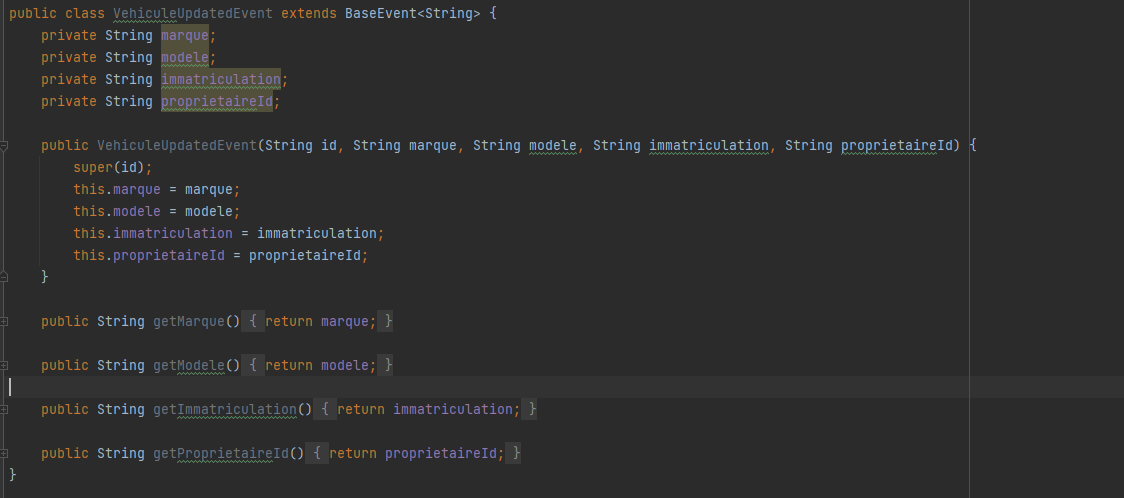 public class VehiculeUpdatedEvent extends BaseEvent<String> {
    private String marque;
    private String modele;
    private String immatriculation;
    private String proprietaireId;
    public VehiculeUpdatedEvent(String id, String marque, String modele, String immatriculation, String proprietaireId) {
        super(id);
        this.marque = marque;
        this.modele = modele;
        this.immatriculation = immatriculation;
        this.proprietaireId = proprietaireId;
    }
    public String getMarque() { return marque; }
    public String getModele() { return modele; }
    public String getImmatriculation() { return immatriculation; }
    public String getProprietaireId() { return proprietaireId; }
}